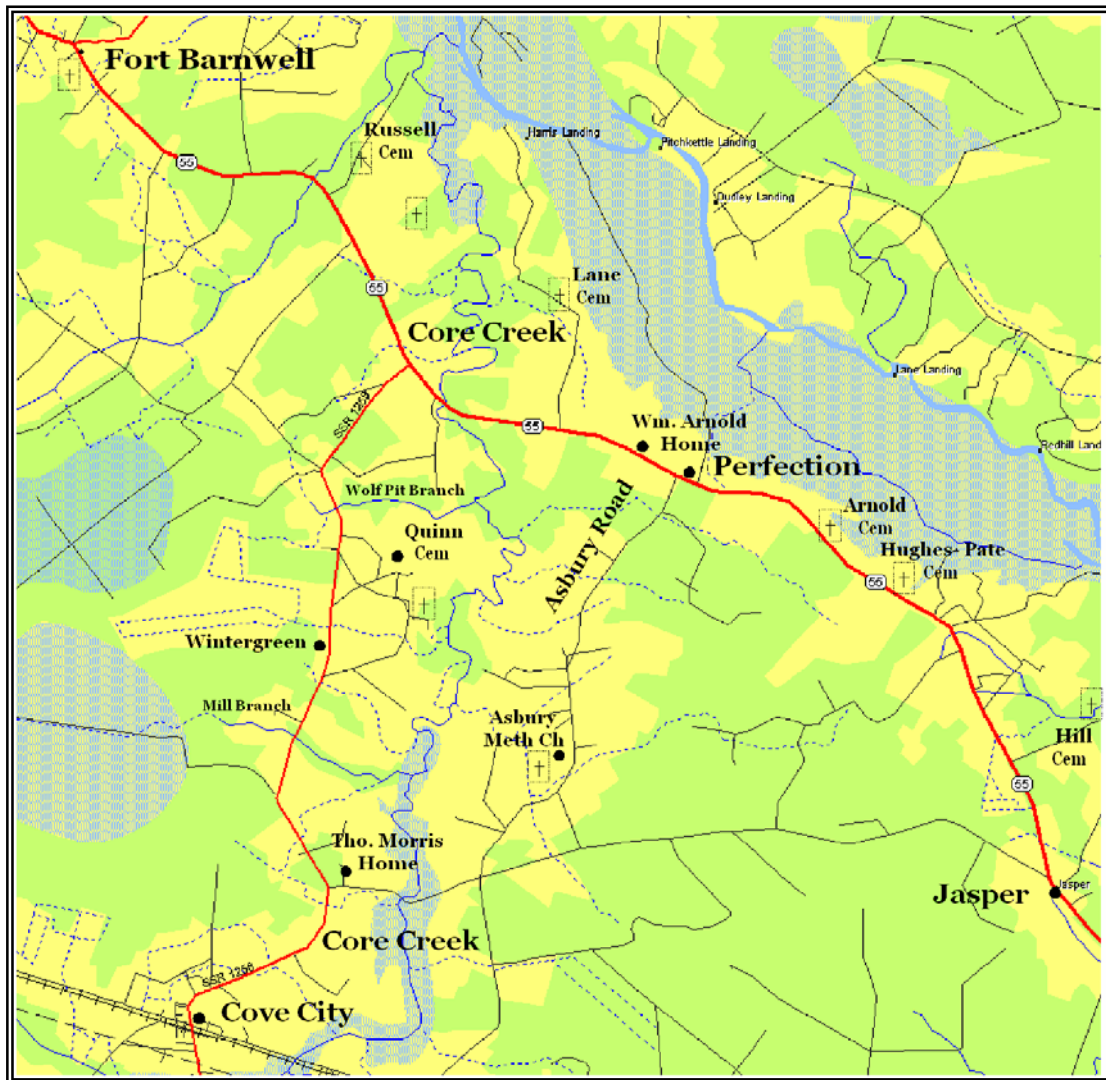 Fort Barnwell
Russell
Cem
Harris Landing
Pitchkettle Landing
55
Dudley Landing
Lane
Cem
55
Core Creek
Lane Landing
SSR 1259
55
Wm. Arnold
Home
Perfection
Redhill Land
Wolf Pit Branch
Asbury Road
Arnold
Cem
Quinn
Cem
Hughes- Pate
Cem
55
Wintergreen
Mill Branch
Asbury
Meth Ch
Hill
Cem
55
Tho. Morris
Home
Jasper
Jasper
Core Creek
SSR 1256
Cove City